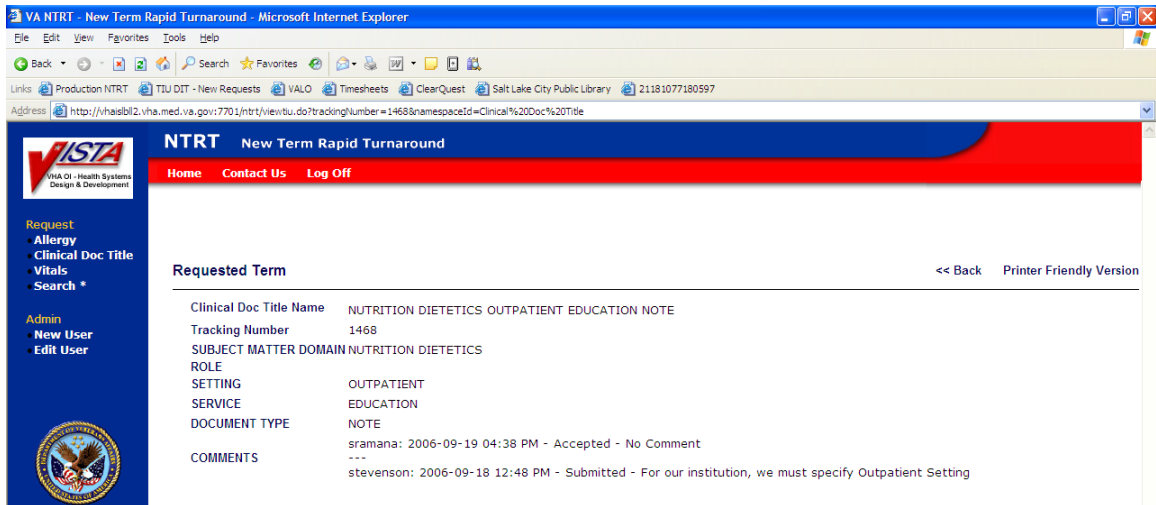 VA NTRT - New Term Rapid Turnaround - Microsoft Internet Explorer
File Edit View Favorites Tools Help
Back Search Favorites
Links Production NTRT TIU DIT - New Requests VALO Timesheets ClearQuest Salt Lake City Public Library 21181077180597
Address http://vhaislbll2.vha.med.va.gov:7701/ntrt/viewtiu.do?trackingNumber=1468&namespaceId=Clinical%20Doc%20Title
VISTA
VHA OI - Health Systems
Design & Development
NTRT New Term Rapid Turnaround
Home Contact Us Log Off
Request
Allergy
Clinical Doc Title
Vitals
Search *
Admin
New User
Edit User
Requested Term << Back Printer Friendly Version
Clinical Doc Title Name NUTRITION DIETETICS OUTPATIENT EDUCATION NOTE
Tracking Number 1468
SUBJECT MATTER DOMAIN NUTRITION DIETETICS
ROLE
SETTING OUTPATIENT
SERVICE EDUCATION
DOCUMENT TYPE NOTE
COMMENTS sramana: 2006-09-19 04:38 PM - Accepted - No Comment
---
stevenson: 2006-09-18 12:48 PM - Submitted - For our institution, we must specify Outpatient Setting